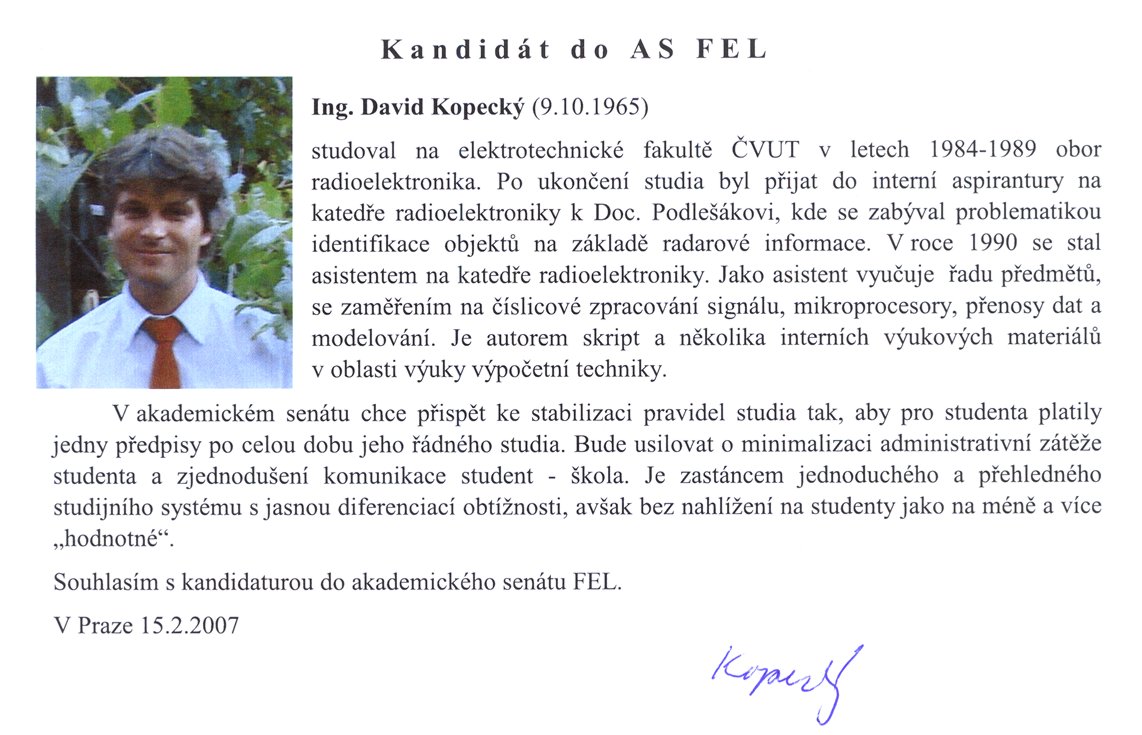 Kandidát do AS FEL
Ing. David Kopecký (9.10.1965)
studoval na elektrotechnické fakultě ČVUT v letech 1984-1989 obor
radioelektronika. Po ukončení studia byl přijat do interní aspirantury na
katedře radioelektroniky k Doc. Podlešákovi, kde se zabýval problematikou
identifikace objektů na základě radarové informace. V roce 1990 se stal
asistentem na katedře radioelektroniky. Jako asistent vyučuje řadu předmětů,
se zaměřením na číslicové zpracování signálu, mikroprocesory, přenosy dat a
modelování. Je autorem skript a několika interních výukových materiálů
v oblasti výuky výpočetní techniky.
V akademickém senátu chce přispět ke stabilizaci pravidel studia tak, aby pro studenta platily
jedny předpisy po celou dobu jeho řádného studia. Bude usilovat o minimalizaci administrativní zátěže
studenta a zjednodušení komunikace student - škola. Je zastáncem jednoduchého a přehledného
studijního systému s jasnou diferenciací obtížnosti, avšak bez nahlížení na studenty jako na méně a více
„hodnotné“.
Souhlasím s kandidaturou do akademického senátu FEL.
V Praze 15.2.2007
Kopecký